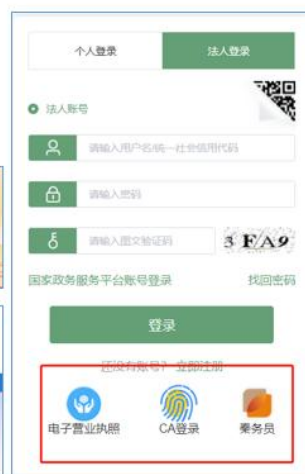 个人登录 法人登录
法人账号
请输入用户名/统一社会信用代码
请输入密码
请输入图文验证码 3 FA9
国家政务服务平台账号登录 找回密码
登录
还没有账号? 立即注册
电子营业执照 CA登录 秦务员